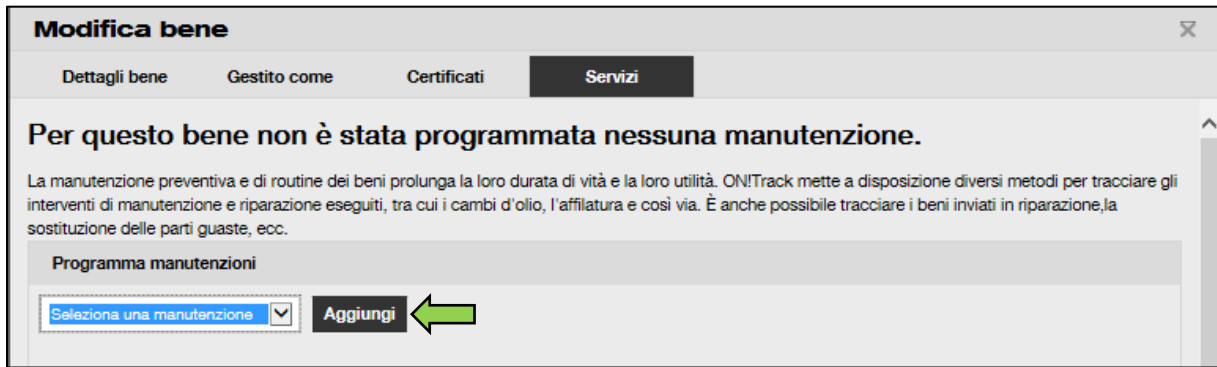 Modifica bene
Dettagli bene Gestito come Certificati Servizi
Per questo bene non è stata programmata nessuna manutenzione.
La manutenzione preventiva e di routine dei beni prolunga la loro durata di vità e la loro utilità. ON!Track mette a disposizione diversi metodi per tracciare gli
interventi di manutenzione e riparazione eseguiti, tra cui i cambi d'olio, l'affilatura e così via. È anche possibile tracciare i beni inviati in riparazione,la
sostituzione delle parti guaste, ecc.
Programma manutenzioni
Seleziona una manutenzione Aggiungi